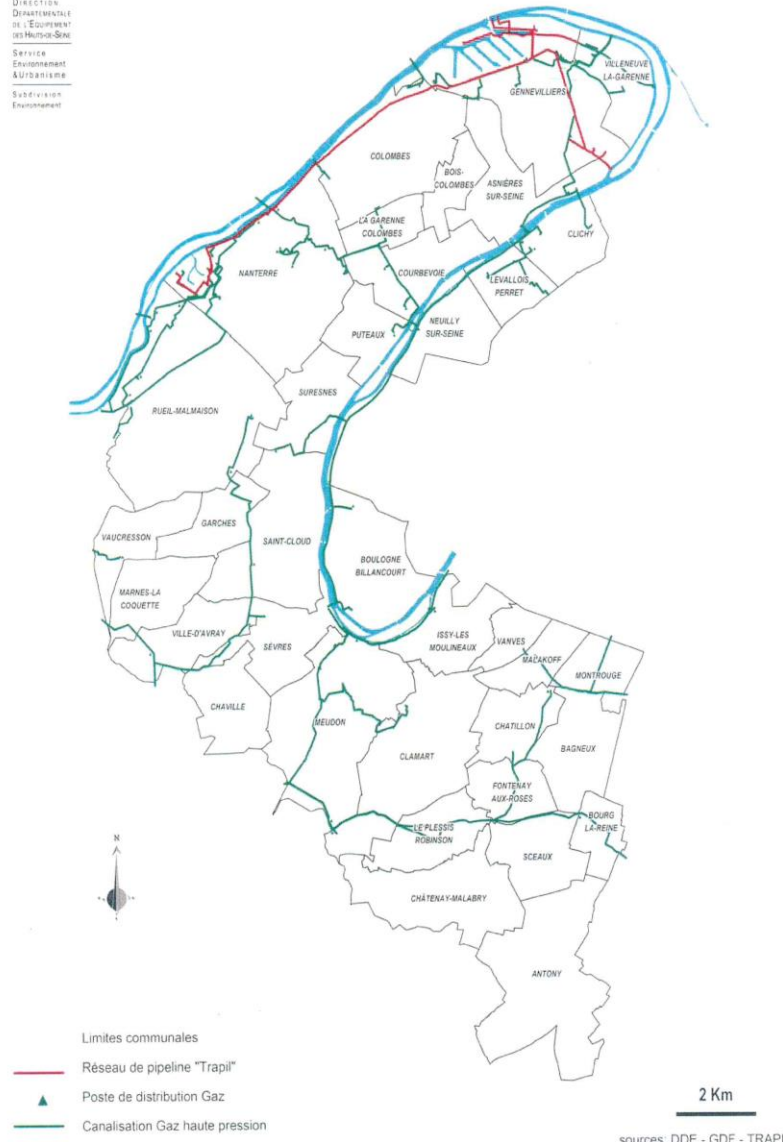 DIRECTION
DÉPARTEMENTALE
DE L'ÉQUIPEMENT
DES HAUTS-DE-SEINE
Service
Environnement
& Urbanisme
Subdivision
Environnement
VILLENEUVE
LA-GARENNE
GENNEVILLIERS
COLOMBES
BOIS-
COLOMBES
ASNIÈRES
SUR-SEINE
LA GARENNE
COLOMBES
CLICHY
NANTERRE
COURBEVOIE
LEVALLOIS
PERRET
PUTEAUX
NEUILLY
SUR-SEINE
SURESNES
RUEIL-MALMAISON
GARCHES
VAUCRESSON
SAINT-CLOUD
BOULOGNE
BILLANCOURT
MARNES-LA
COQUETTE
VILLE-D'AVRAY
SÈVRES
ISSY-LES
MOULINEAUX
VANVES
MALAKOFF
MONTROUGE
CHAVILLE
MEUDON
CHATILLON
BAGNEUX
CLAMART
FONTENAY
AUX-ROSES
BOURG
LA-REINE
LE PLESSIS
ROBINSON
SCEAUX
CHÂTENAY-MALABRY
ANTONY
N
Limites communales
Réseau de pipeline "Trapil"
Poste de distribution Gaz
Canalisation Gaz haute pression
2 Km
sources: DDE - GDF - TRAPI